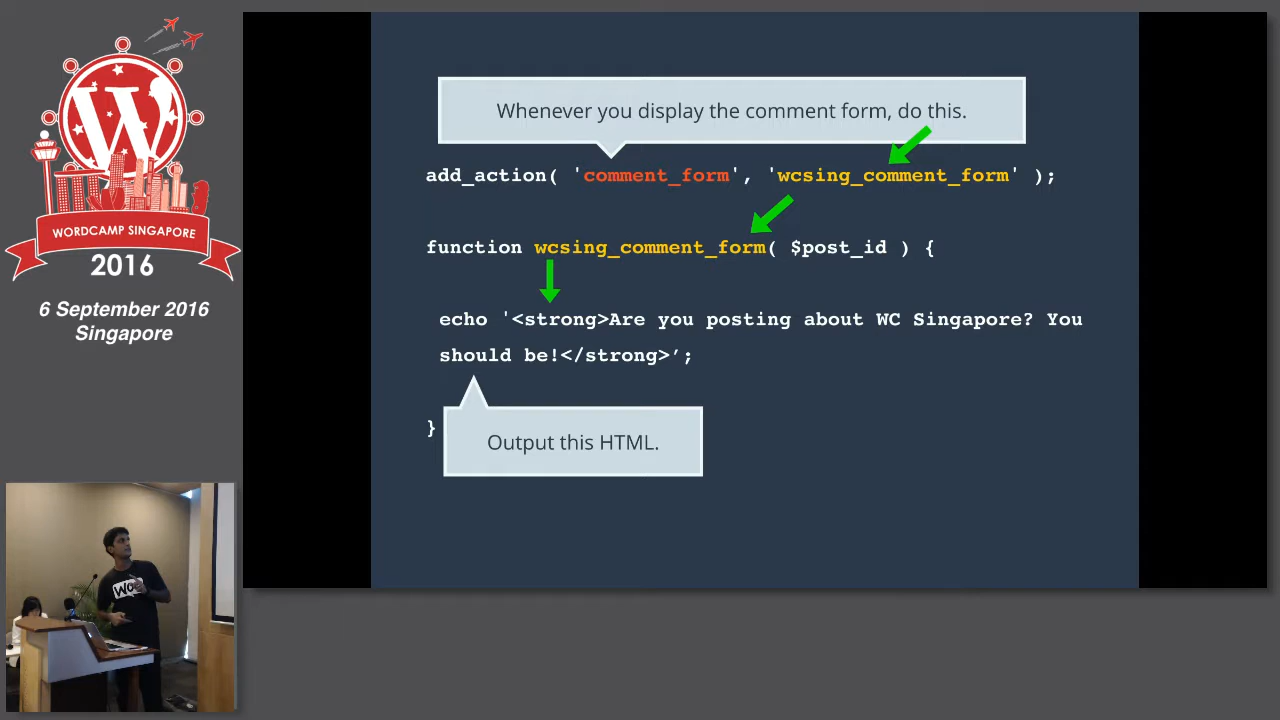 WORDCAMP SINGAPORE
2016
6 September 2016
Singapore
Whenever you display the comment form, do this.
add_action( 'comment_form', 'wcsing_comment_form' );
function wcsing_comment_form( $post_id ) {
echo '<strong>Are you posting about WC Singapore? You
should be!</strong>’;
}
Output this HTML.